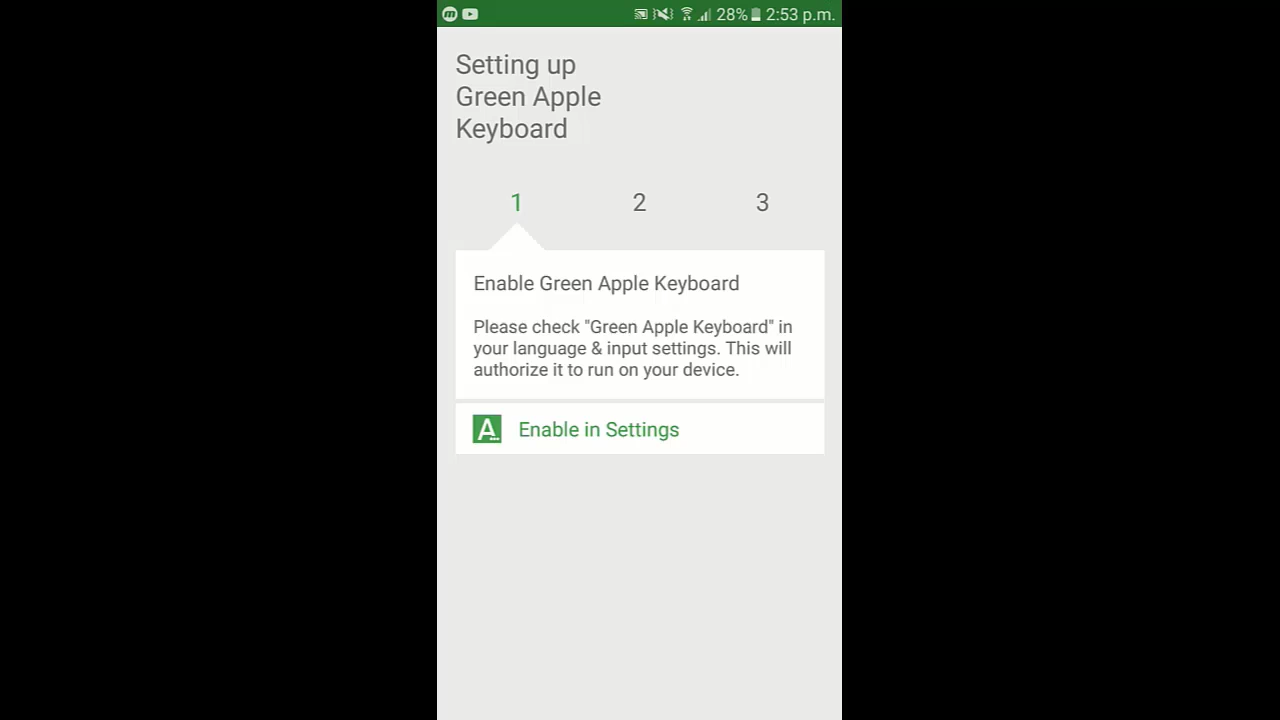 28% 2:53 p.m.
Setting up
Green Apple
Keyboard
1 2 3
Enable Green Apple Keyboard
Please check "Green Apple Keyboard" in
your language & input settings. This will
authorize it to run on your device.
A Enable in Settings